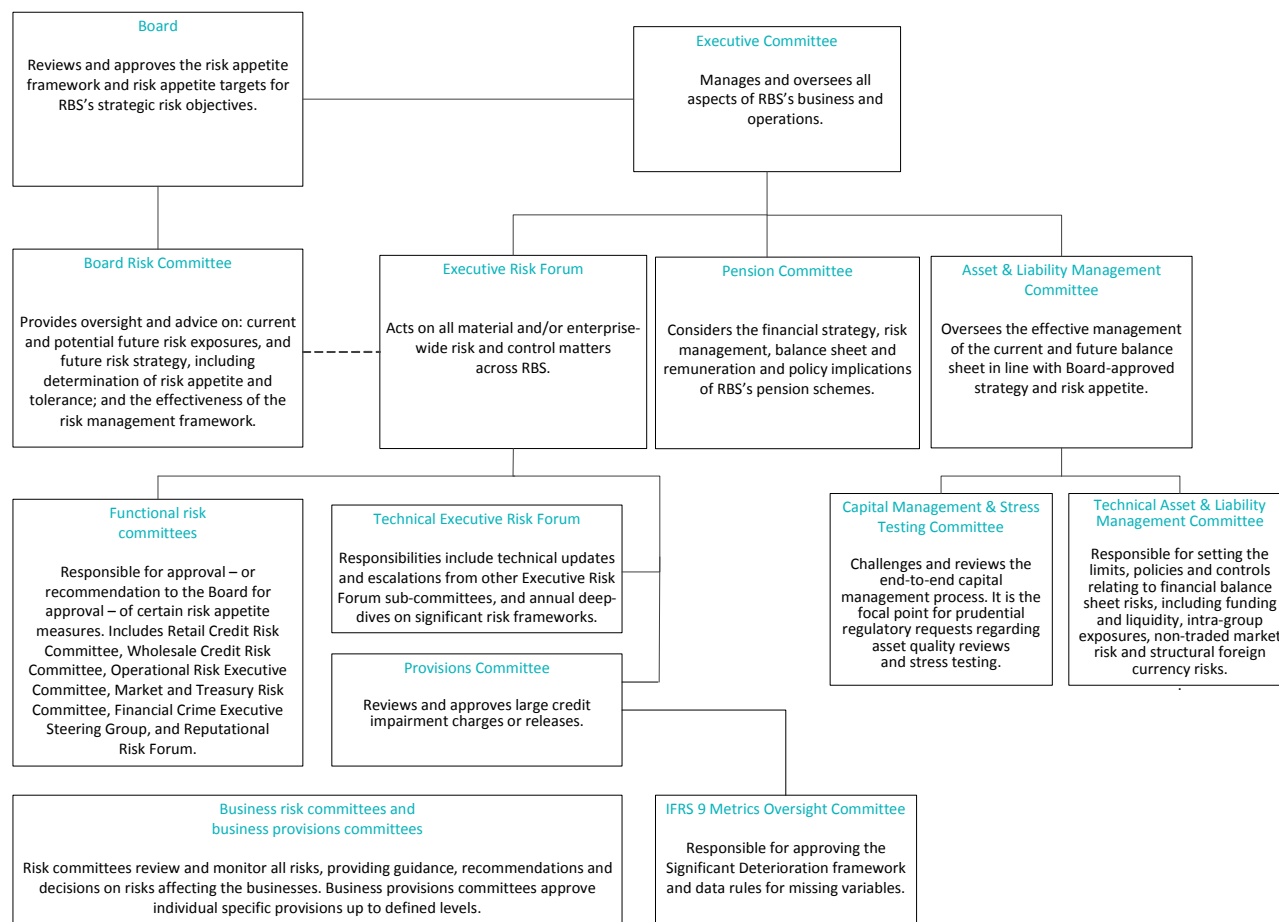 Board
Reviews and approves the risk appetite
framework and risk appetite targets for
RBS's strategic risk objectives.
Executive Committee
Manages and oversees all
aspects of RBS's business and
operations.
Board Risk Committee
Provides oversight and advice on: current
and potential future risk exposures, and
future risk strategy, including
determination of risk appetite and
tolerance; and the effectiveness of the
risk management framework.
Executive Risk Forum
Acts on all material and/or enterprise-
wide risk and control matters
across RBS.
Pension Committee
Considers the financial strategy, risk
management, balance sheet and
remuneration and policy implications
of RBS's pension schemes.
Asset & Liability Management
Committee
Oversees the effective management
of the current and future balance
sheet in line with Board-approved
strategy and risk appetite.
Functional risk
committees
Responsible for approval – or
recommendation to the Board for
approval – of certain risk appetite
measures. Includes Retail Credit Risk
Committee, Wholesale Credit Risk
Committee, Operational Risk Executive
Committee, Market and Treasury Risk
Committee, Financial Crime Executive
Steering Group, and Reputational
Risk Forum.
Technical Executive Risk Forum
Responsibilities include technical updates
and escalations from other Executive Risk
Forum sub-committees, and annual deep-
dives on significant risk frameworks.
Provisions Committee
Reviews and approves large credit
impairment charges or releases.
Capital Management & Stress
Testing Committee
Challenges and reviews the
end-to-end capital
management process. It is the
focal point for prudential
regulatory requests regarding
asset quality reviews
and stress testing.
Technical Asset & Liability
Management Committee
Responsible for setting the
limits, policies and controls
relating to financial balance
sheet risks, including funding
and liquidity, intra-group
exposures, non-traded market
risk and structural foreign
currency risks.
.
Business risk committees and
business provisions committees
Risk committees review and monitor all risks, providing guidance, recommendations and
decisions on risks affecting the businesses. Business provisions committees approve
individual specific provisions up to defined levels.
IFRS 9 Metrics Oversight Committee
Responsible for approving the
Significant Deterioration framework
and data rules for missing variables.